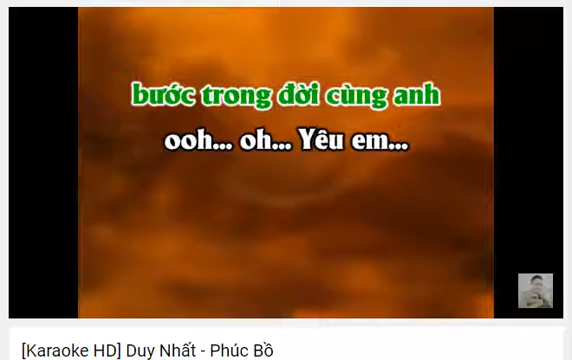 bước trong đời cùng anh
ooh... oh... Yêu em...
[Karaoke HD] Duy Nhất - Phúc Bồ